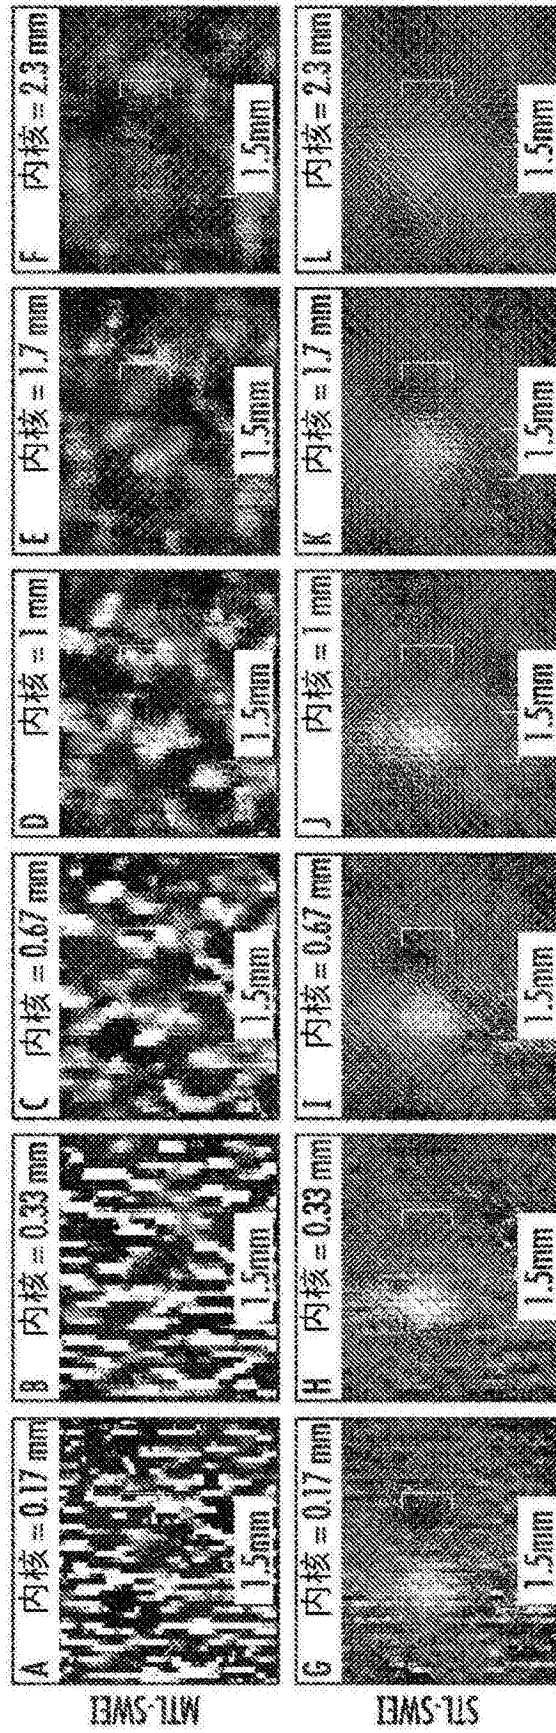 MTL-SWEI
A 内核 = 0.17 mm
1.5mm
B 内核 = 0.33 mm
1.5mm
C 内核 = 0.67 mm
1.5mm
D 内核 = 1 mm
1.5mm
E 内核 = 1.7 mm
1.5mm
F 内核 = 2.3 mm
1.5mm
STL-SWEI
G 内核 = 0.17 mm
1.5mm
H 内核 = 0.33 mm
1.5mm
I 内核 = 0.67 mm
1.5mm
J 内核 = 1 mm
1.5mm
K 内核 = 1.7 mm
1.5mm
L 内核 = 2.3 mm
1.5mm